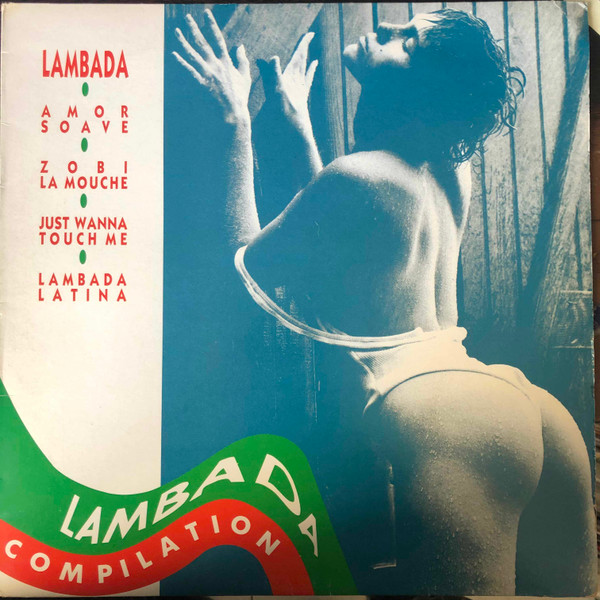 LAMBADA
AMOR
SOAVE
ZOBI
LA MOUCHE
JUST WANNA
TOUCH ME
LAMBADA
LATINA
LAMBADA
COMPILATION